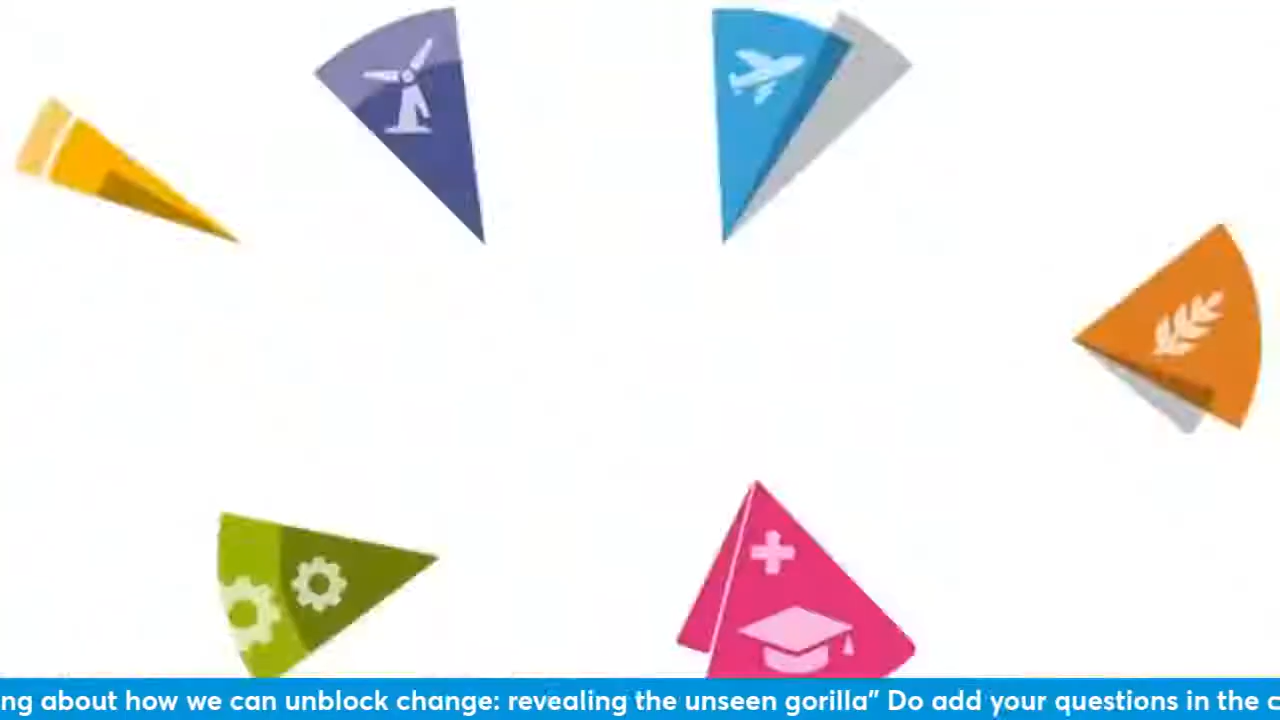 ng about how we can unblock change: revealing the unseen gorilla” Do add your questions in the c